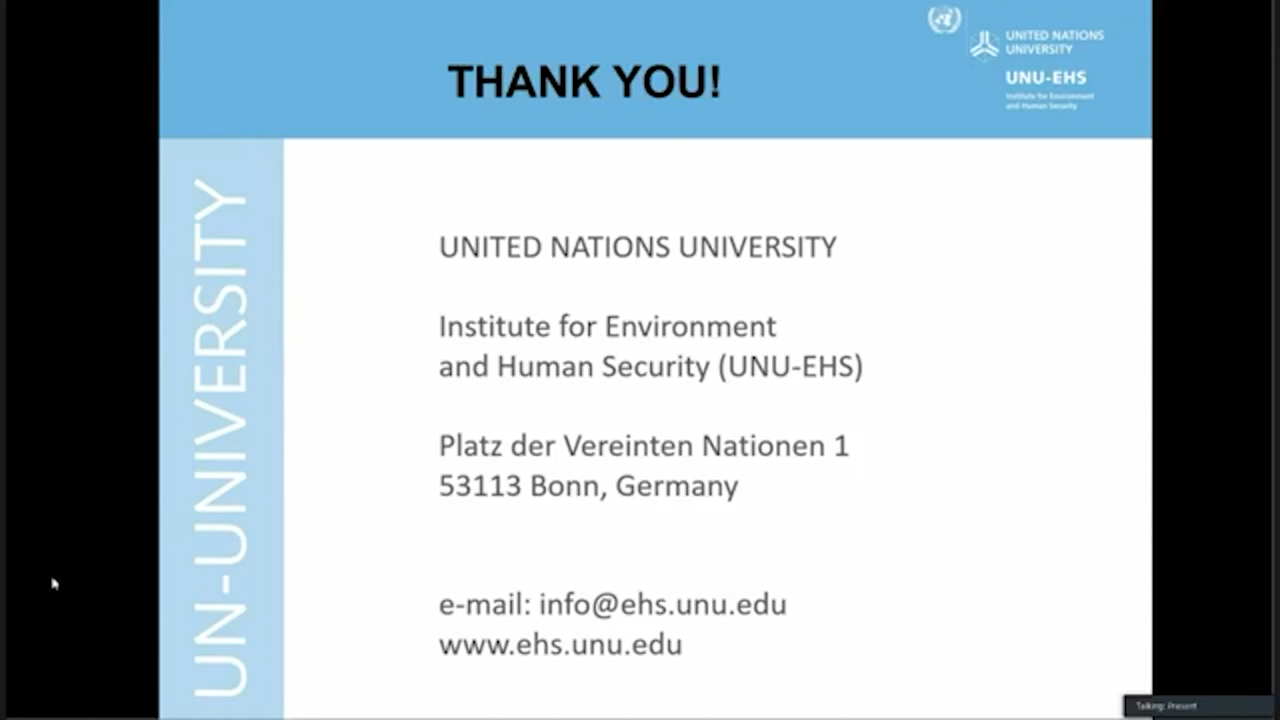 THANK YOU!
UNITED NATIONS
UNIVERSITY
UNU-EHS
Institute for Environment
and Human Security
UN-UNIVERSITY
UNITED NATIONS UNIVERSITY
Institute for Environment
and Human Security (UNU-EHS)
Platz der Vereinten Nationen 1
53113 Bonn, Germany
e-mail: info@ehs.unu.edu
www.ehs.unu.edu
Talking: Present